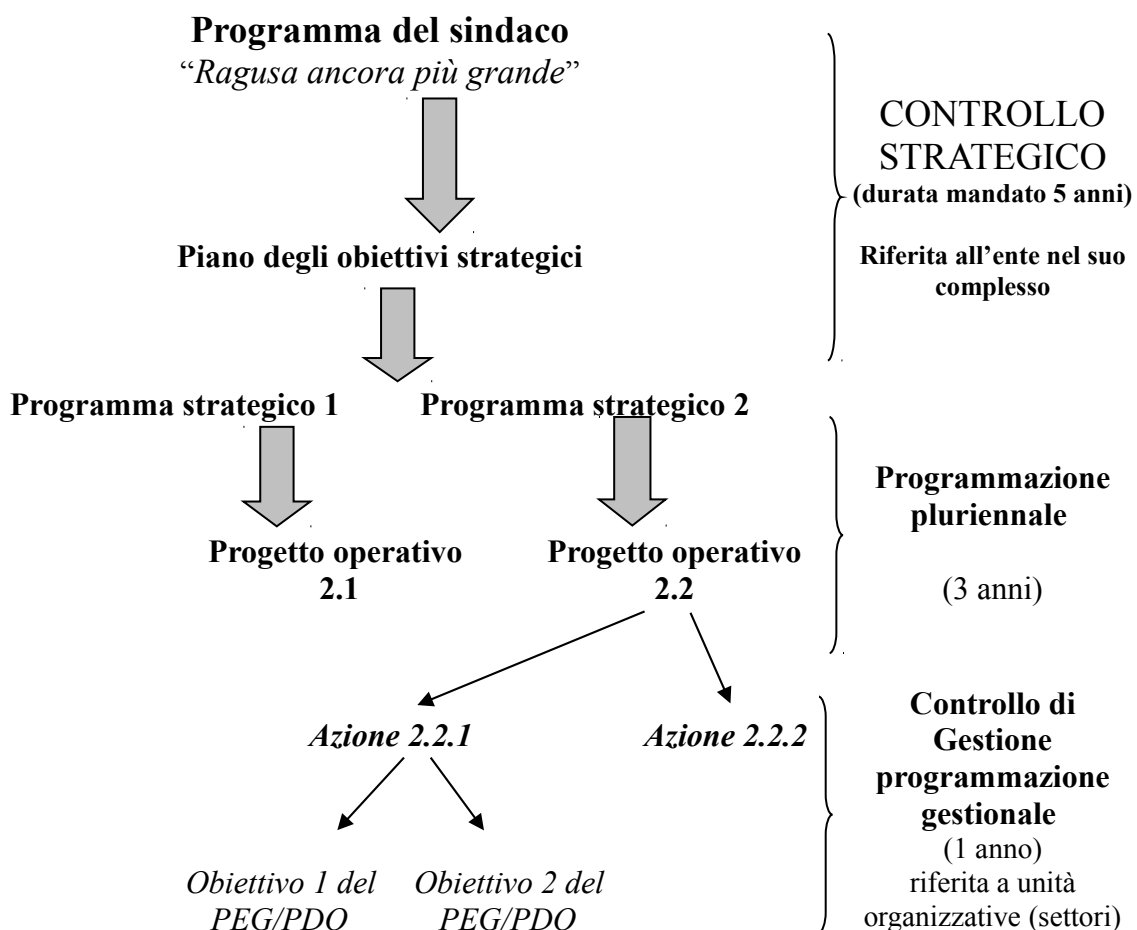 Programma del sindaco
“Ragusa ancora più grande”
CONTROLLO
STRATEGICO
(durata mandato 5 anni)
Riferita all’ente nel suo
complesso
Piano degli obiettivi strategici
Programma strategico 1
Programma strategico 2
Programmazione
pluriennale
(3 anni)
Progetto operativo
2.1
Progetto operativo
2.2
Azione 2.2.1
Azione 2.2.2
Controllo di
Gestione
programmazione
gestionale
(1 anno)
riferita a unità
organizzative (settori)
Obiettivo 1 del
PEG/PDO
Obiettivo 2 del
PEG/PDO